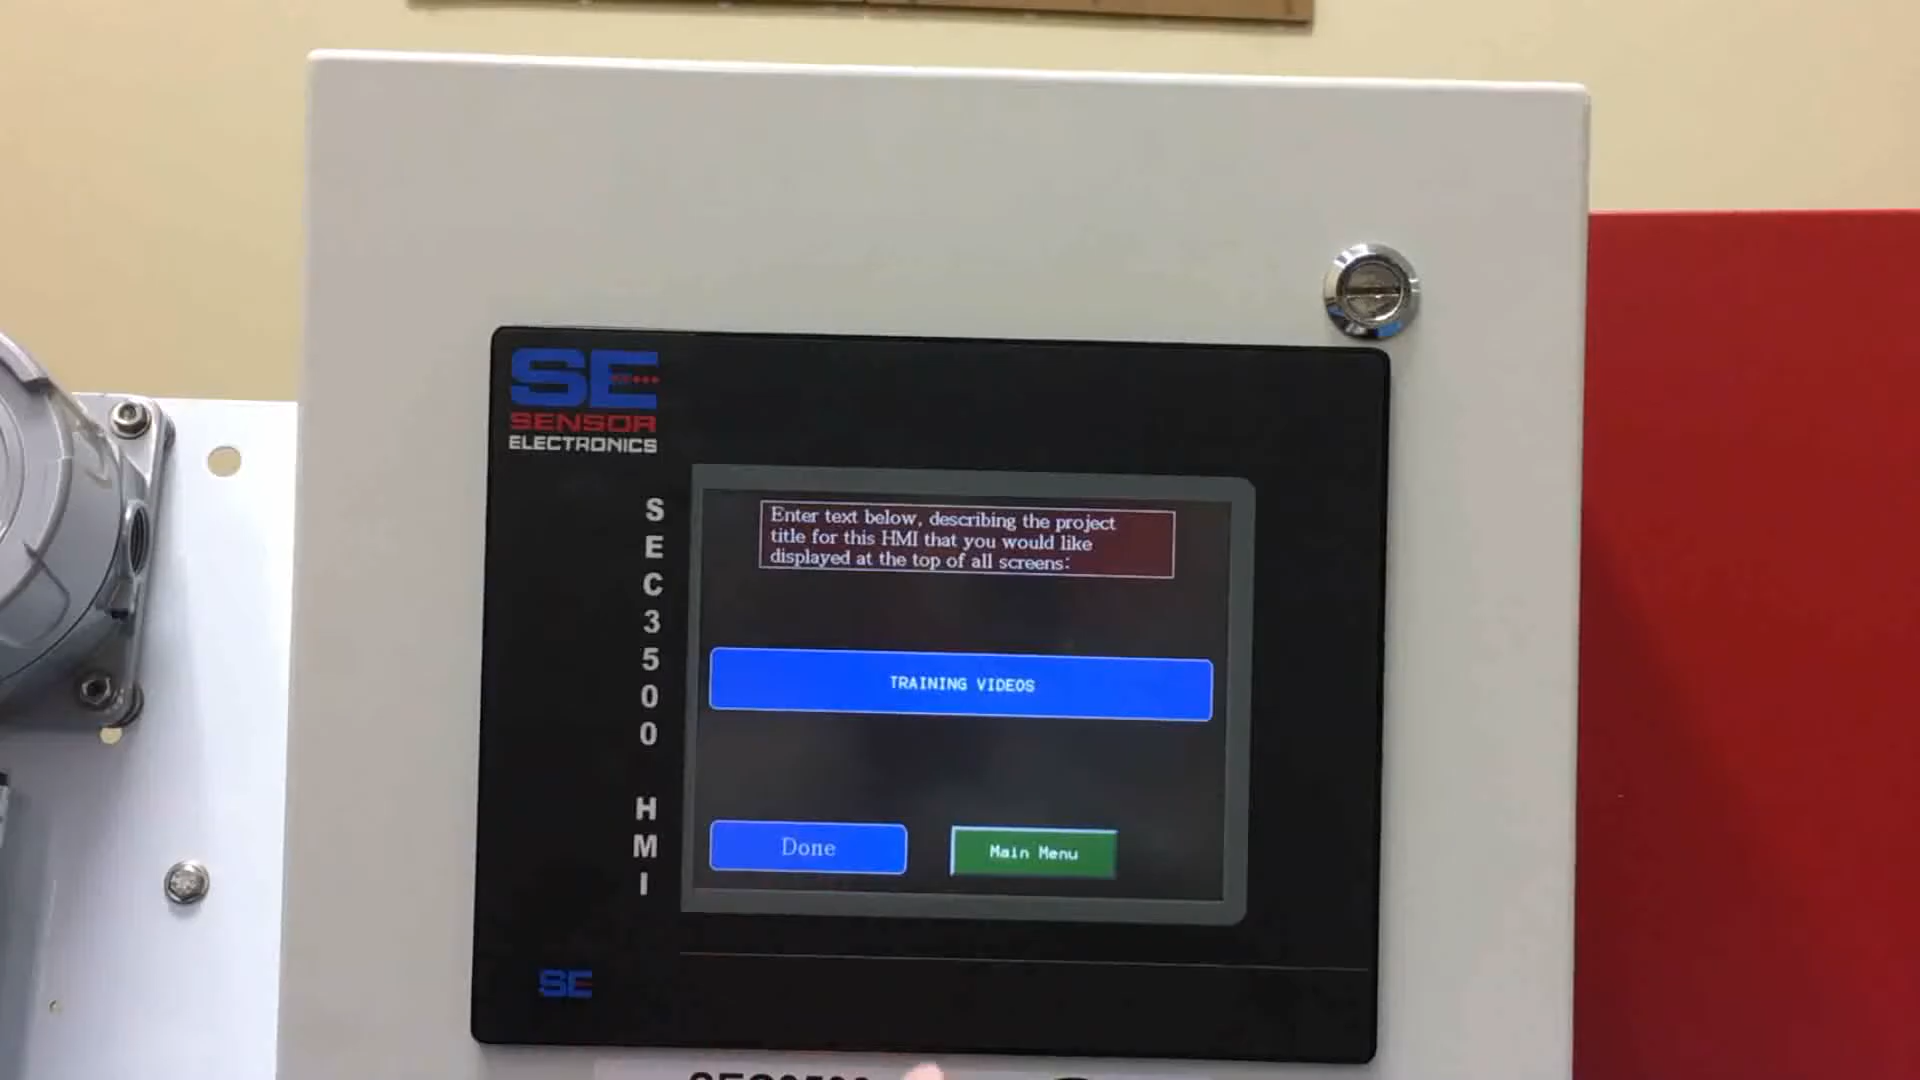 SE
SENSOR
ELECTRONICS
SEC3500
HMI
Enter text below, describing the project
title for this HMI that you would like
displayed at the top of all screens:
TRAINING VIDEOS
Done
Main Menu
SE